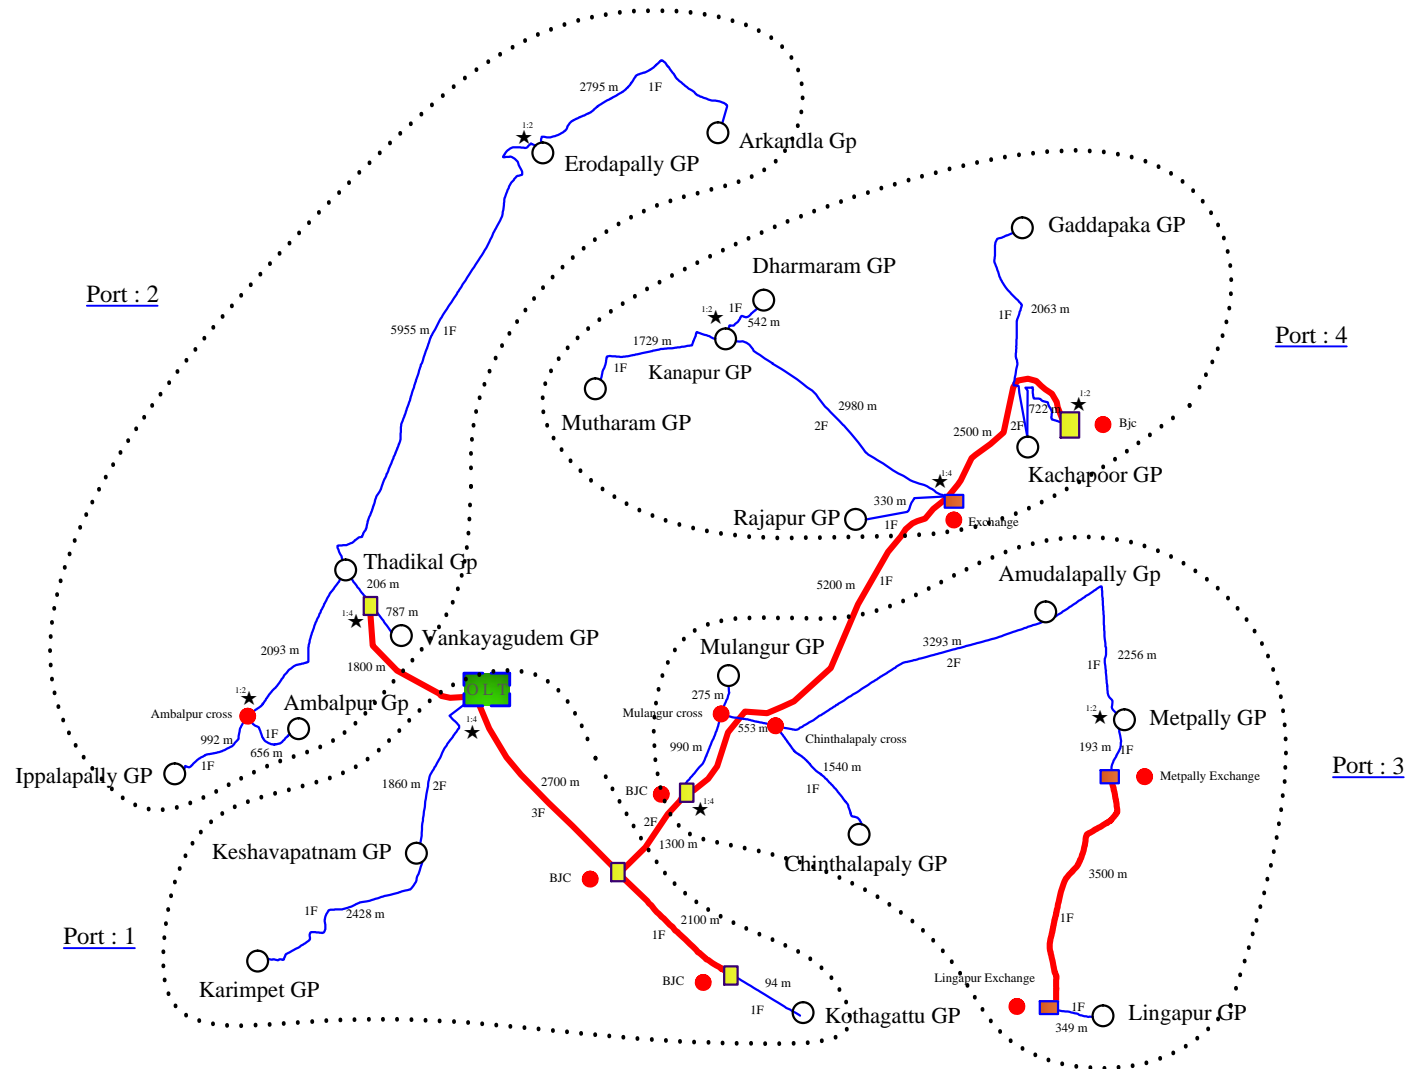 2795 m
1F
1:2
Arkandla Gp
Erodapally GP
Gaddapaka GP
Dharmaram GP
Port : 2
1:2
1F
542 m
2063 m
1F
5955 m
1F
1729 m
1F
Kanapur GP
Port : 4
Mutharam GP
2980 m
2F
1:2
722 m
2F
Bjc
2500 m
Kachapoor GP
1:4
330 m
Rajapur GP
1F
Exchange
Thadikal Gp
206 m
5200 m
1F
Amudalapally Gp
1:4
787 m
Vankayagudem GP
2093 m
1800 m
Mulangur GP
3293 m
2F
2256 m
1F
O L T
275 m
1:2
Ambalpur Gp
Ambalpur cross
1:4
Mulangur cross
553 m
Chinthalapaly cross
1:2
Metpally GP
992 m
1F
656 m
1F
990 m
193 m
1F
Ippalapally GP
1860 m
2F
2700 m
3F
1540 m
1F
Metpally Exchange
Port : 3
BJC
1:4
2F
1300 m
Keshavapatnam GP
Chinthalapaly GP
BJC
3500 m
1F
1F
2428 m
2100 m
1F
Port : 1
Karimpet GP
BJC
94 m
1F
Kothagattu GP
Lingapur Exchange
1F
349 m
Lingapur GP